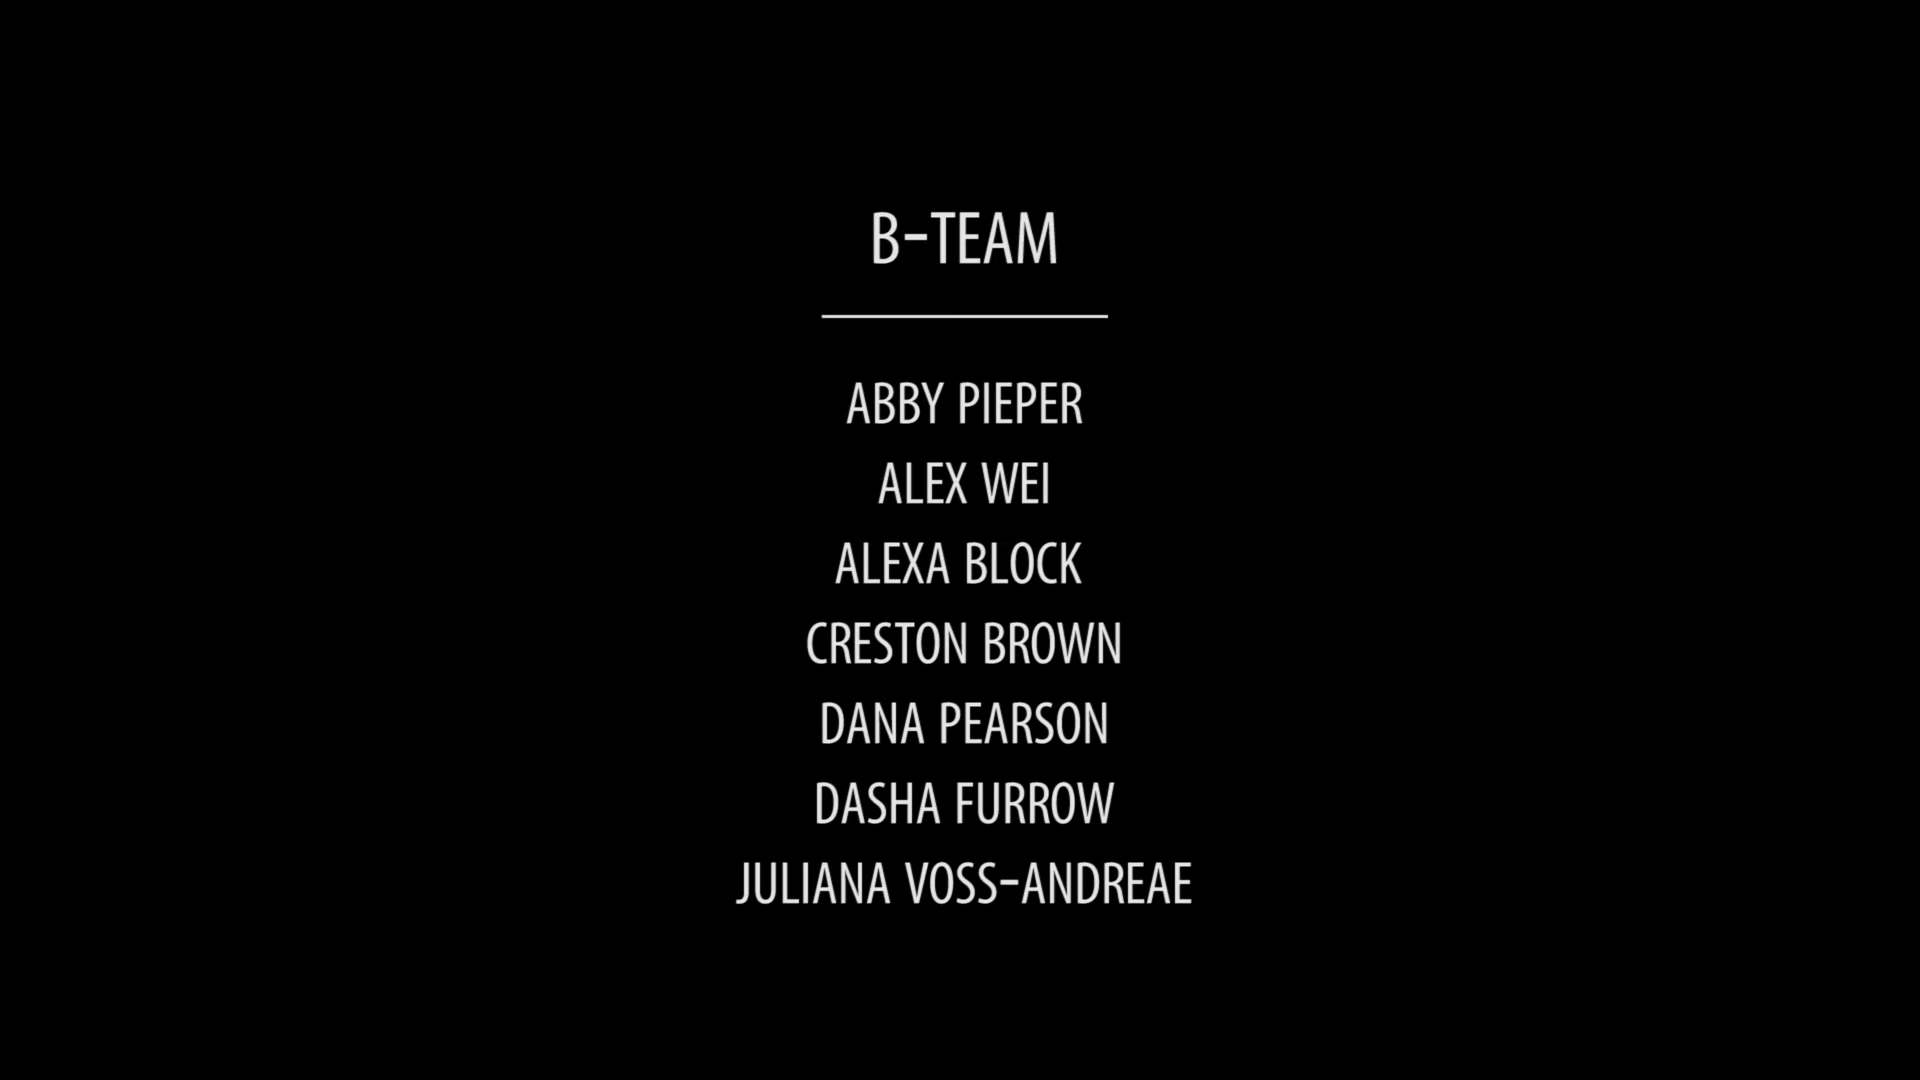 B-TEAM
ABBY PIEPER
ALEX WEI
ALEXA BLOCK
CRESTON BROWN
DANA PEARSON
DASHA FURROW
JULIANA VOSS-ANDREAE